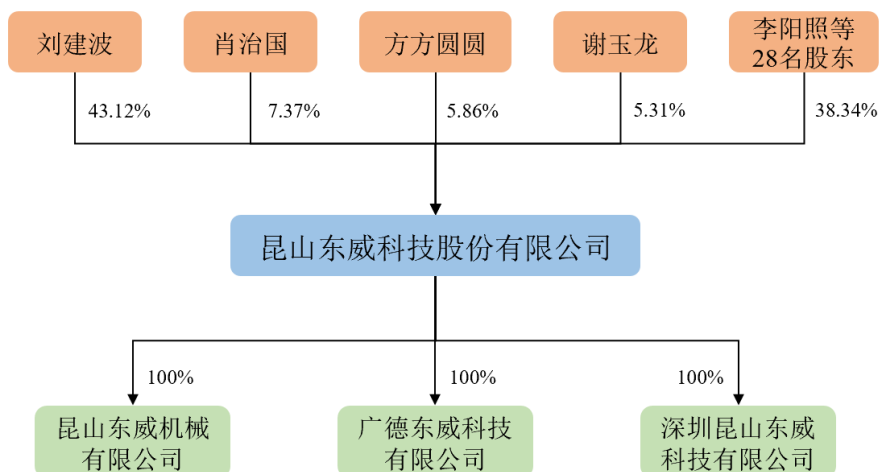 刘建波
肖治国
方方圆圆
谢玉龙
李阳照等
28名股东
43.12%
7.37%
5.86%
5.31%
38.34%
昆山东威科技股份有限公司
100%
100%
100%
昆山东威机械
有限公司
广德东威科技
有限公司
深圳昆山东威
科技有限公司